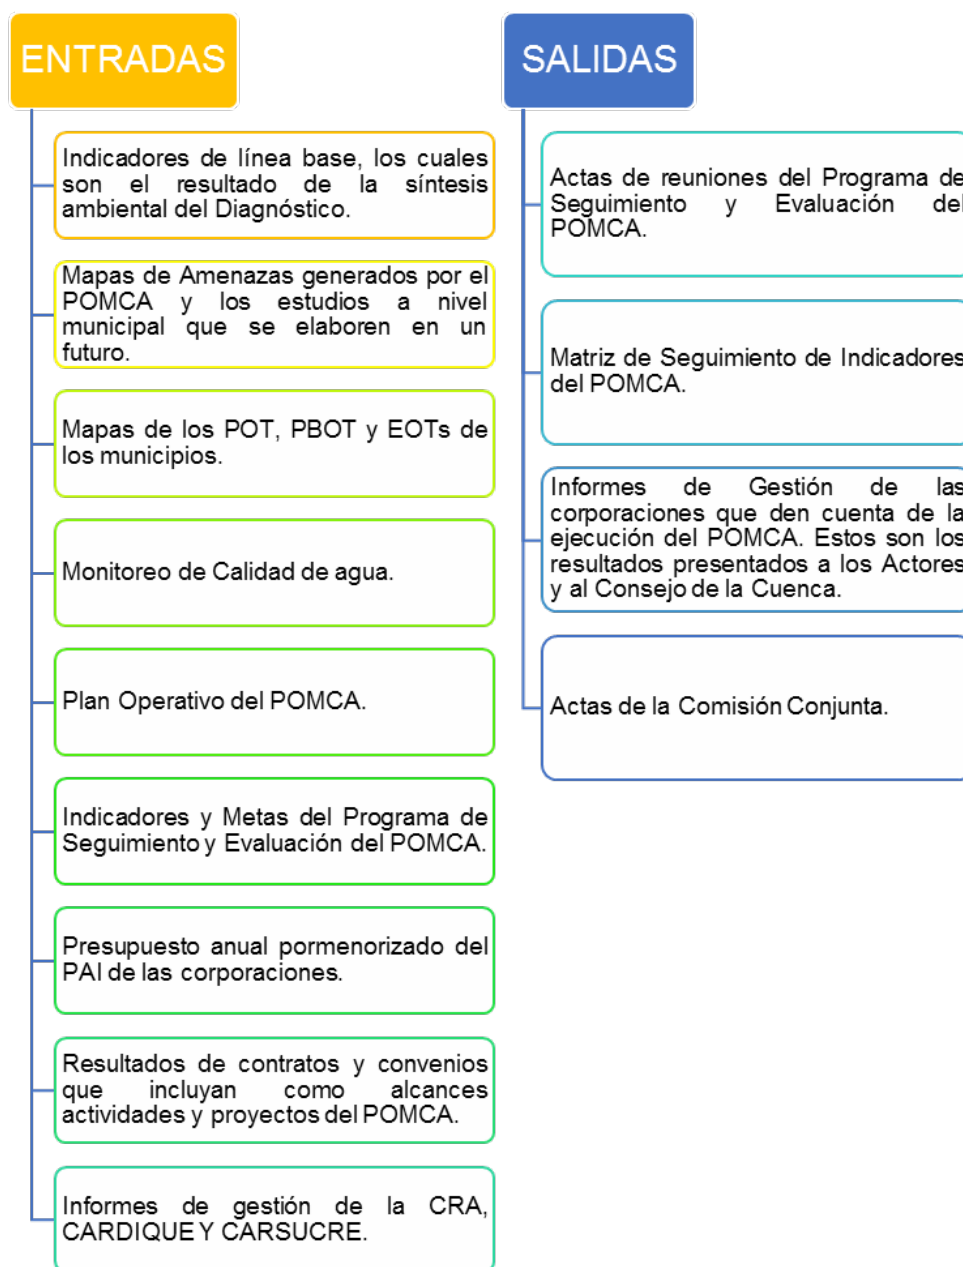 ENTRADAS
Indicadores de línea base, los cuales
son el resultado de la síntesis
ambiental del Diagnóstico.
Mapas de Amenazas generados por el
POMCA y los estudios a nivel
municipal que se elaboren en un
futuro.
Mapas de los POT, PBOT y EOTs de
los municipios.
Monitoreo de Calidad de agua.
Plan Operativo del POMCA.
Indicadores y Metas del Programa de
Seguimiento y Evaluación del POMCA.
Presupuesto anual pormenorizado del
PAI de las corporaciones.
Resultados de contratos y convenios
que incluyan como alcances
actividades y proyectos del POMCA.
Informes de gestión de la CRA,
CARDIQUE Y CARSUCRE.
SALIDAS
Actas de reuniones del Programa de
Seguimiento y Evaluación del
POMCA.
Matriz de Seguimiento de Indicadores
del POMCA.
Informes de Gestión de las
corporaciones que den cuenta de la
ejecución del POMCA. Estos son los
resultados presentados a los Actores
y al Consejo de la Cuenca.
Actas de la Comisión Conjunta.